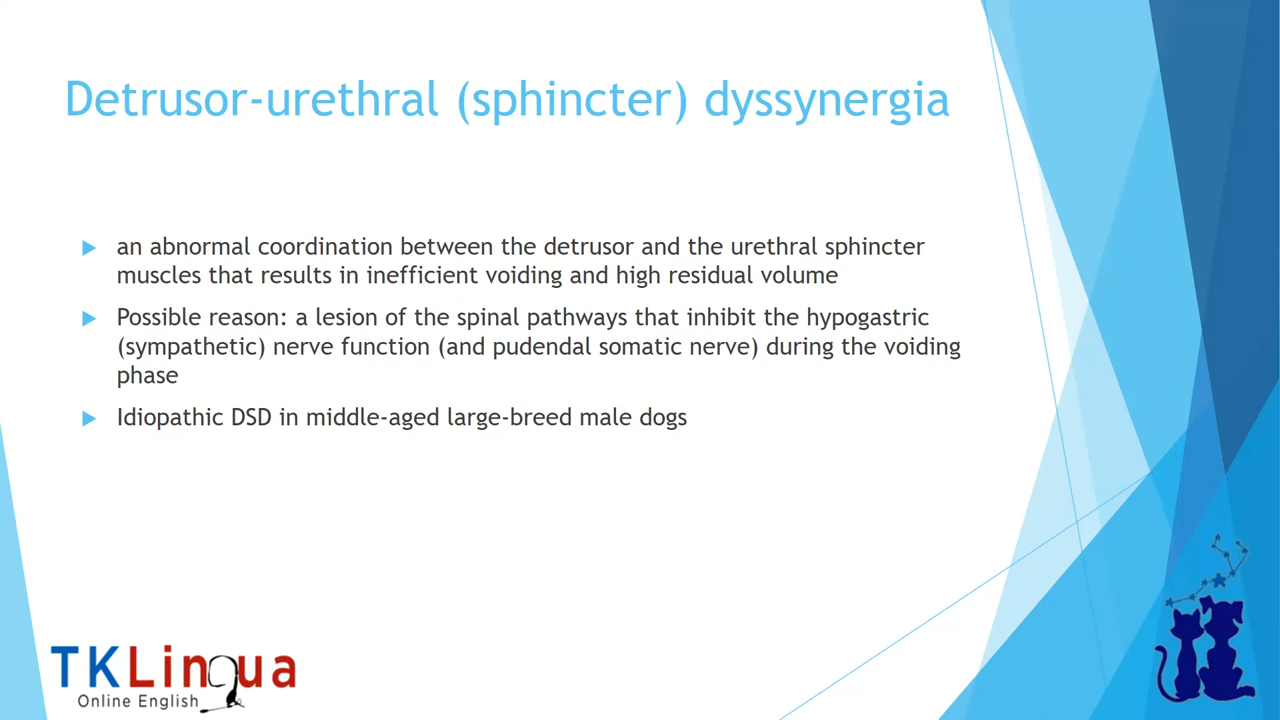 Detrusor-urethral (sphincter) dyssynergia
an abnormal coordination between the detrusor and the urethral sphincter
muscles that results in inefficient voiding and high residual volume
Possible reason: a lesion of the spinal pathways that inhibit the hypogastric
(sympathetic) nerve function (and pudendal somatic nerve) during the voiding
phase
Idiopathic DSD in middle-aged large-breed male dogs
TKLingua
Online English